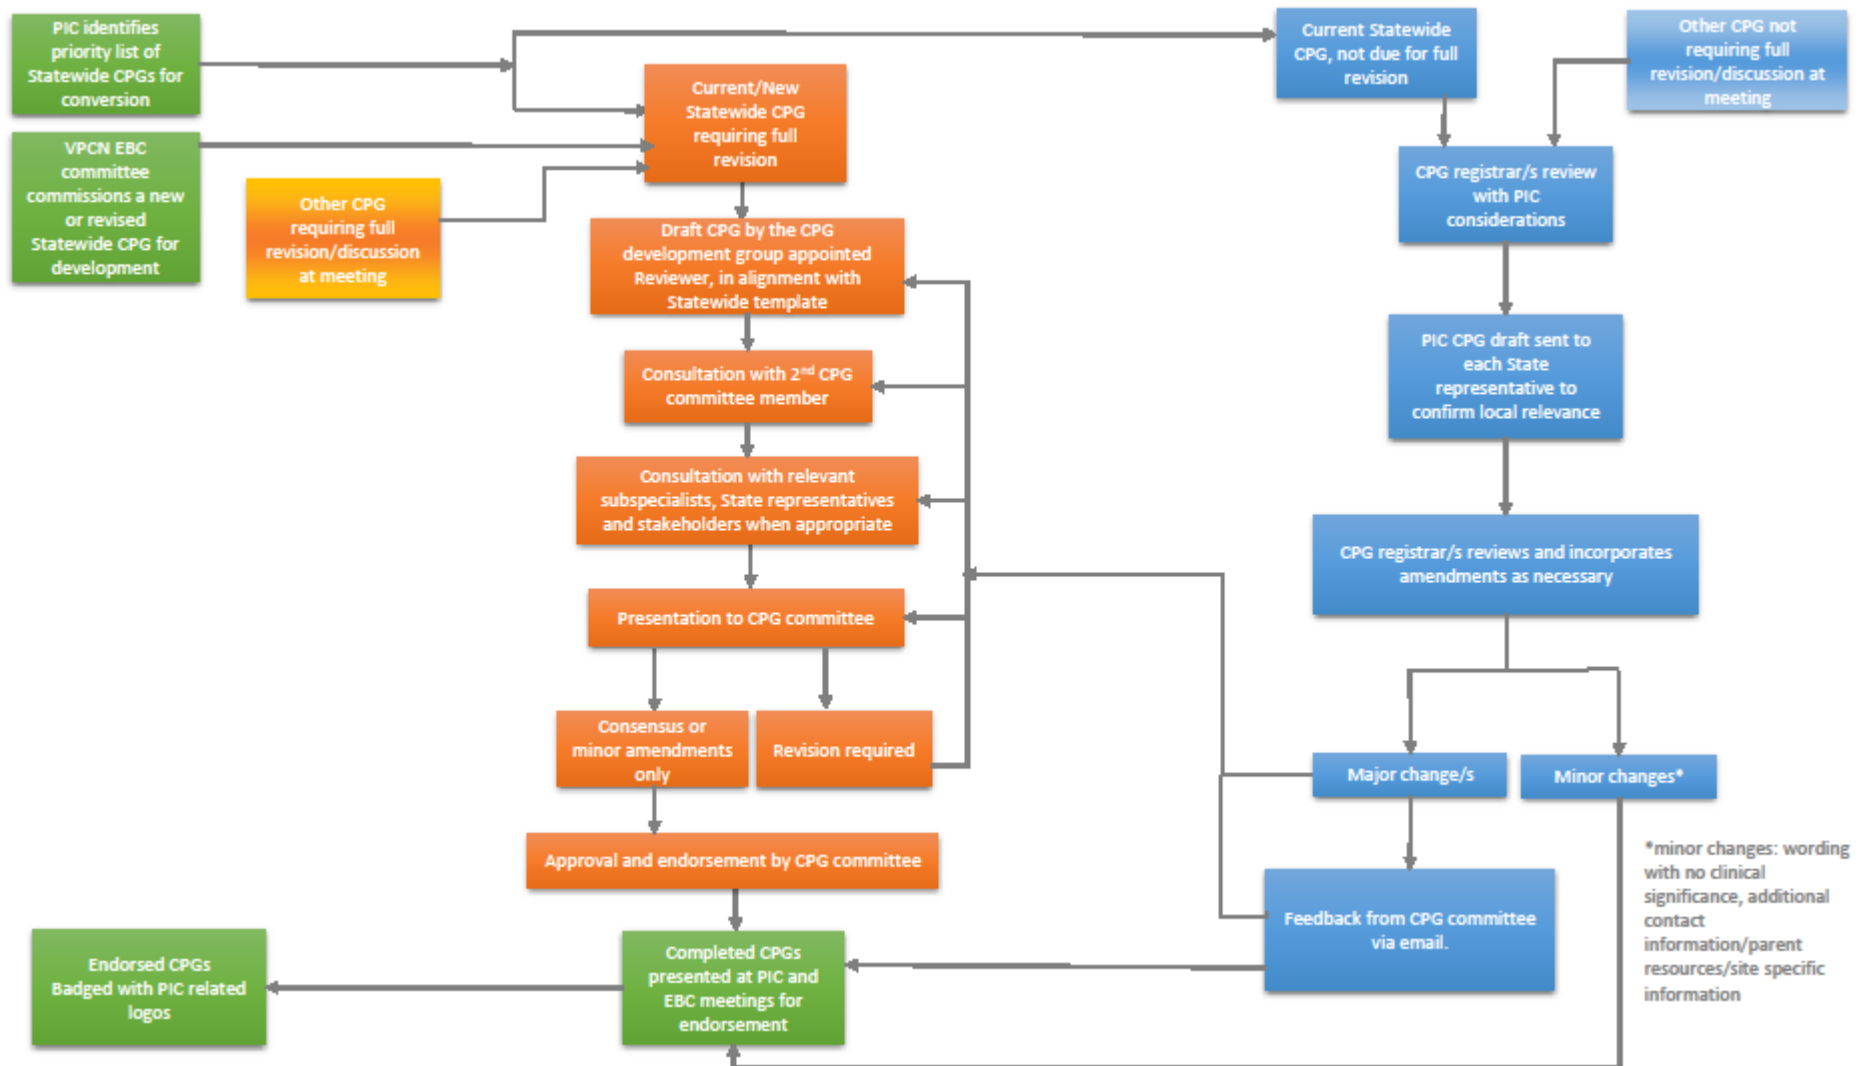 PIC identifies
priority list of
Statewide CPGs for
conversion
VPCN EBC
committee
commissions a new
or revised
Statewide CPG for
development
Other CPG
requiring full
revision/discussion
at meeting
Current/New
Statewide CPG
requiring full
revision
Draft CPG by the CPG
development group appointed
Reviewer, in alignment with
Statewide template
Consultation with 2nd CPG
committee member
Consultation with relevant
subspecialists, State representatives
and stakeholders when appropriate
Presentation to CPG committee
Consensus or
minor amendments
only
Revision required
Approval and endorsement by CPG committee
Completed CPGs
presented at PIC and
EBC meetings for
endorsement
Endorsed CPGs
Badged with PIC related
logos
Current Statewide
CPG, not due for full
revision
Other CPG not
requiring full
revision/discussion at
meeting
CPG registrar/s review
with PIC
considerations
PIC CPG draft sent to
each State
representative to
confirm local relevance
CPG registrar/s reviews and incorporates
amendments as necessary
Major change/s
Minor changes*
Feedback from CPG committee
via email.
*minor changes: wording
with no clinical
significance, additional
contact
information/parent
resources/site specific
information